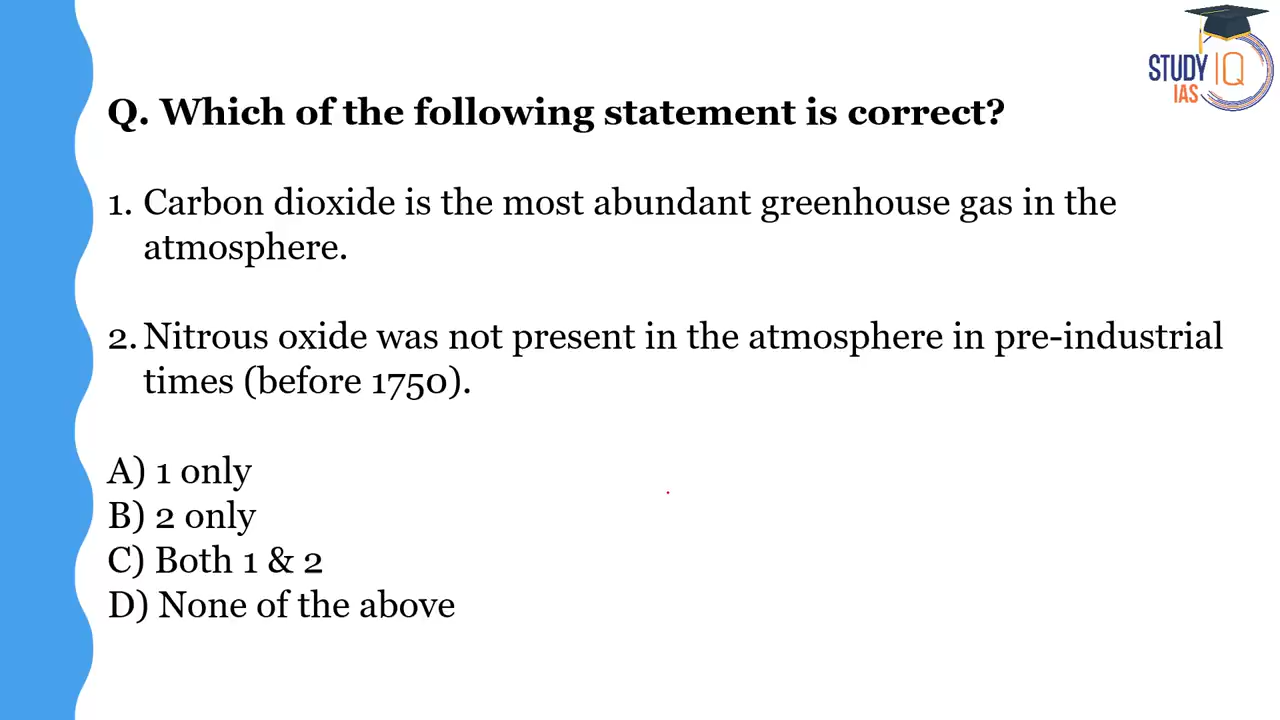 STUDY IQ
IAS
Q. Which of the following statement is correct?
1. Carbon dioxide is the most abundant greenhouse gas in the
atmosphere.
2. Nitrous oxide was not present in the atmosphere in pre-industrial
times (before 1750).
A) 1 only
B) 2 only
C) Both 1 & 2
D) None of the above